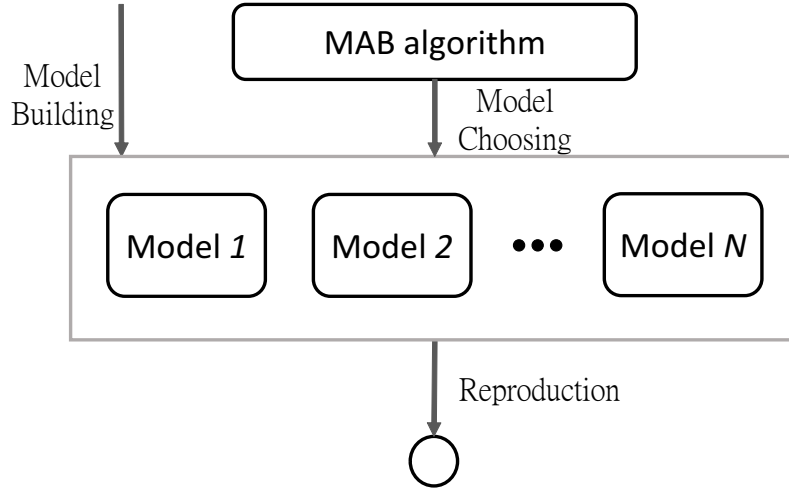 MAB algorithm
Model
Building
Model
Choosing
Model 1
Model 2
•••
Model N
Reproduction